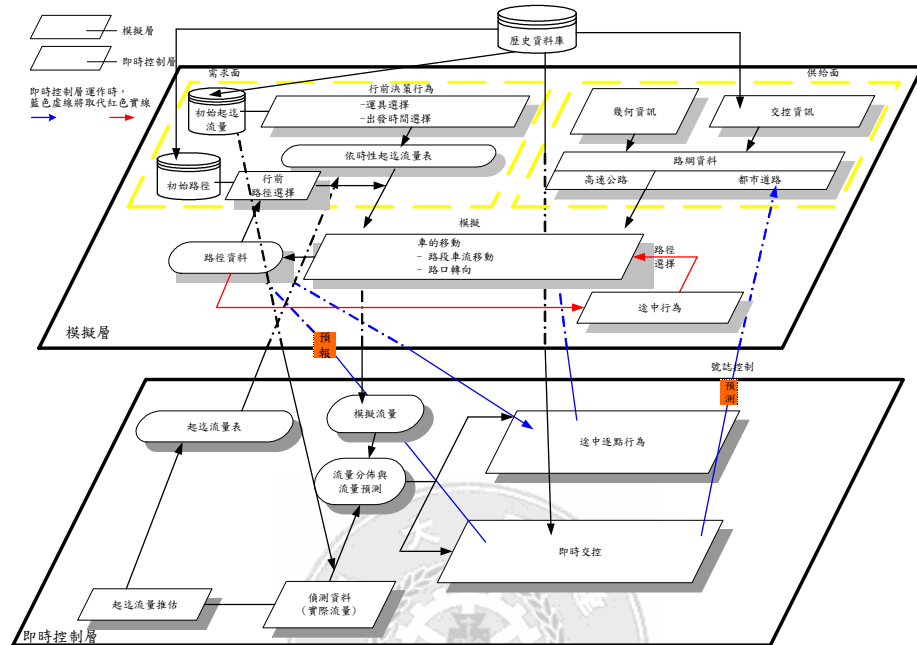 模擬層
即時控制層
即時控制層運作時，
藍色虛線將取代紅色實線
歷史資料庫
需求面
供給面
初始起迄
流量
行前決策行為
-運具選擇
-出發時間選擇
幾何資訊
交控資訊
依時性起迄流量表
初始路徑
行前
路徑選擇
路網資料
高速公路
都市道路
模擬
路徑資料
車的移動
- 路段車流移動
- 路口轉向
路徑
選擇
途中行為
模擬層
預
報
號誌控制
預
測
起迄流量表
模擬流量
途中逐點行為
流量分佈與
流量預測
即時交控
起迄流量推估
偵測資料
(實際流量)
即時控制層
大